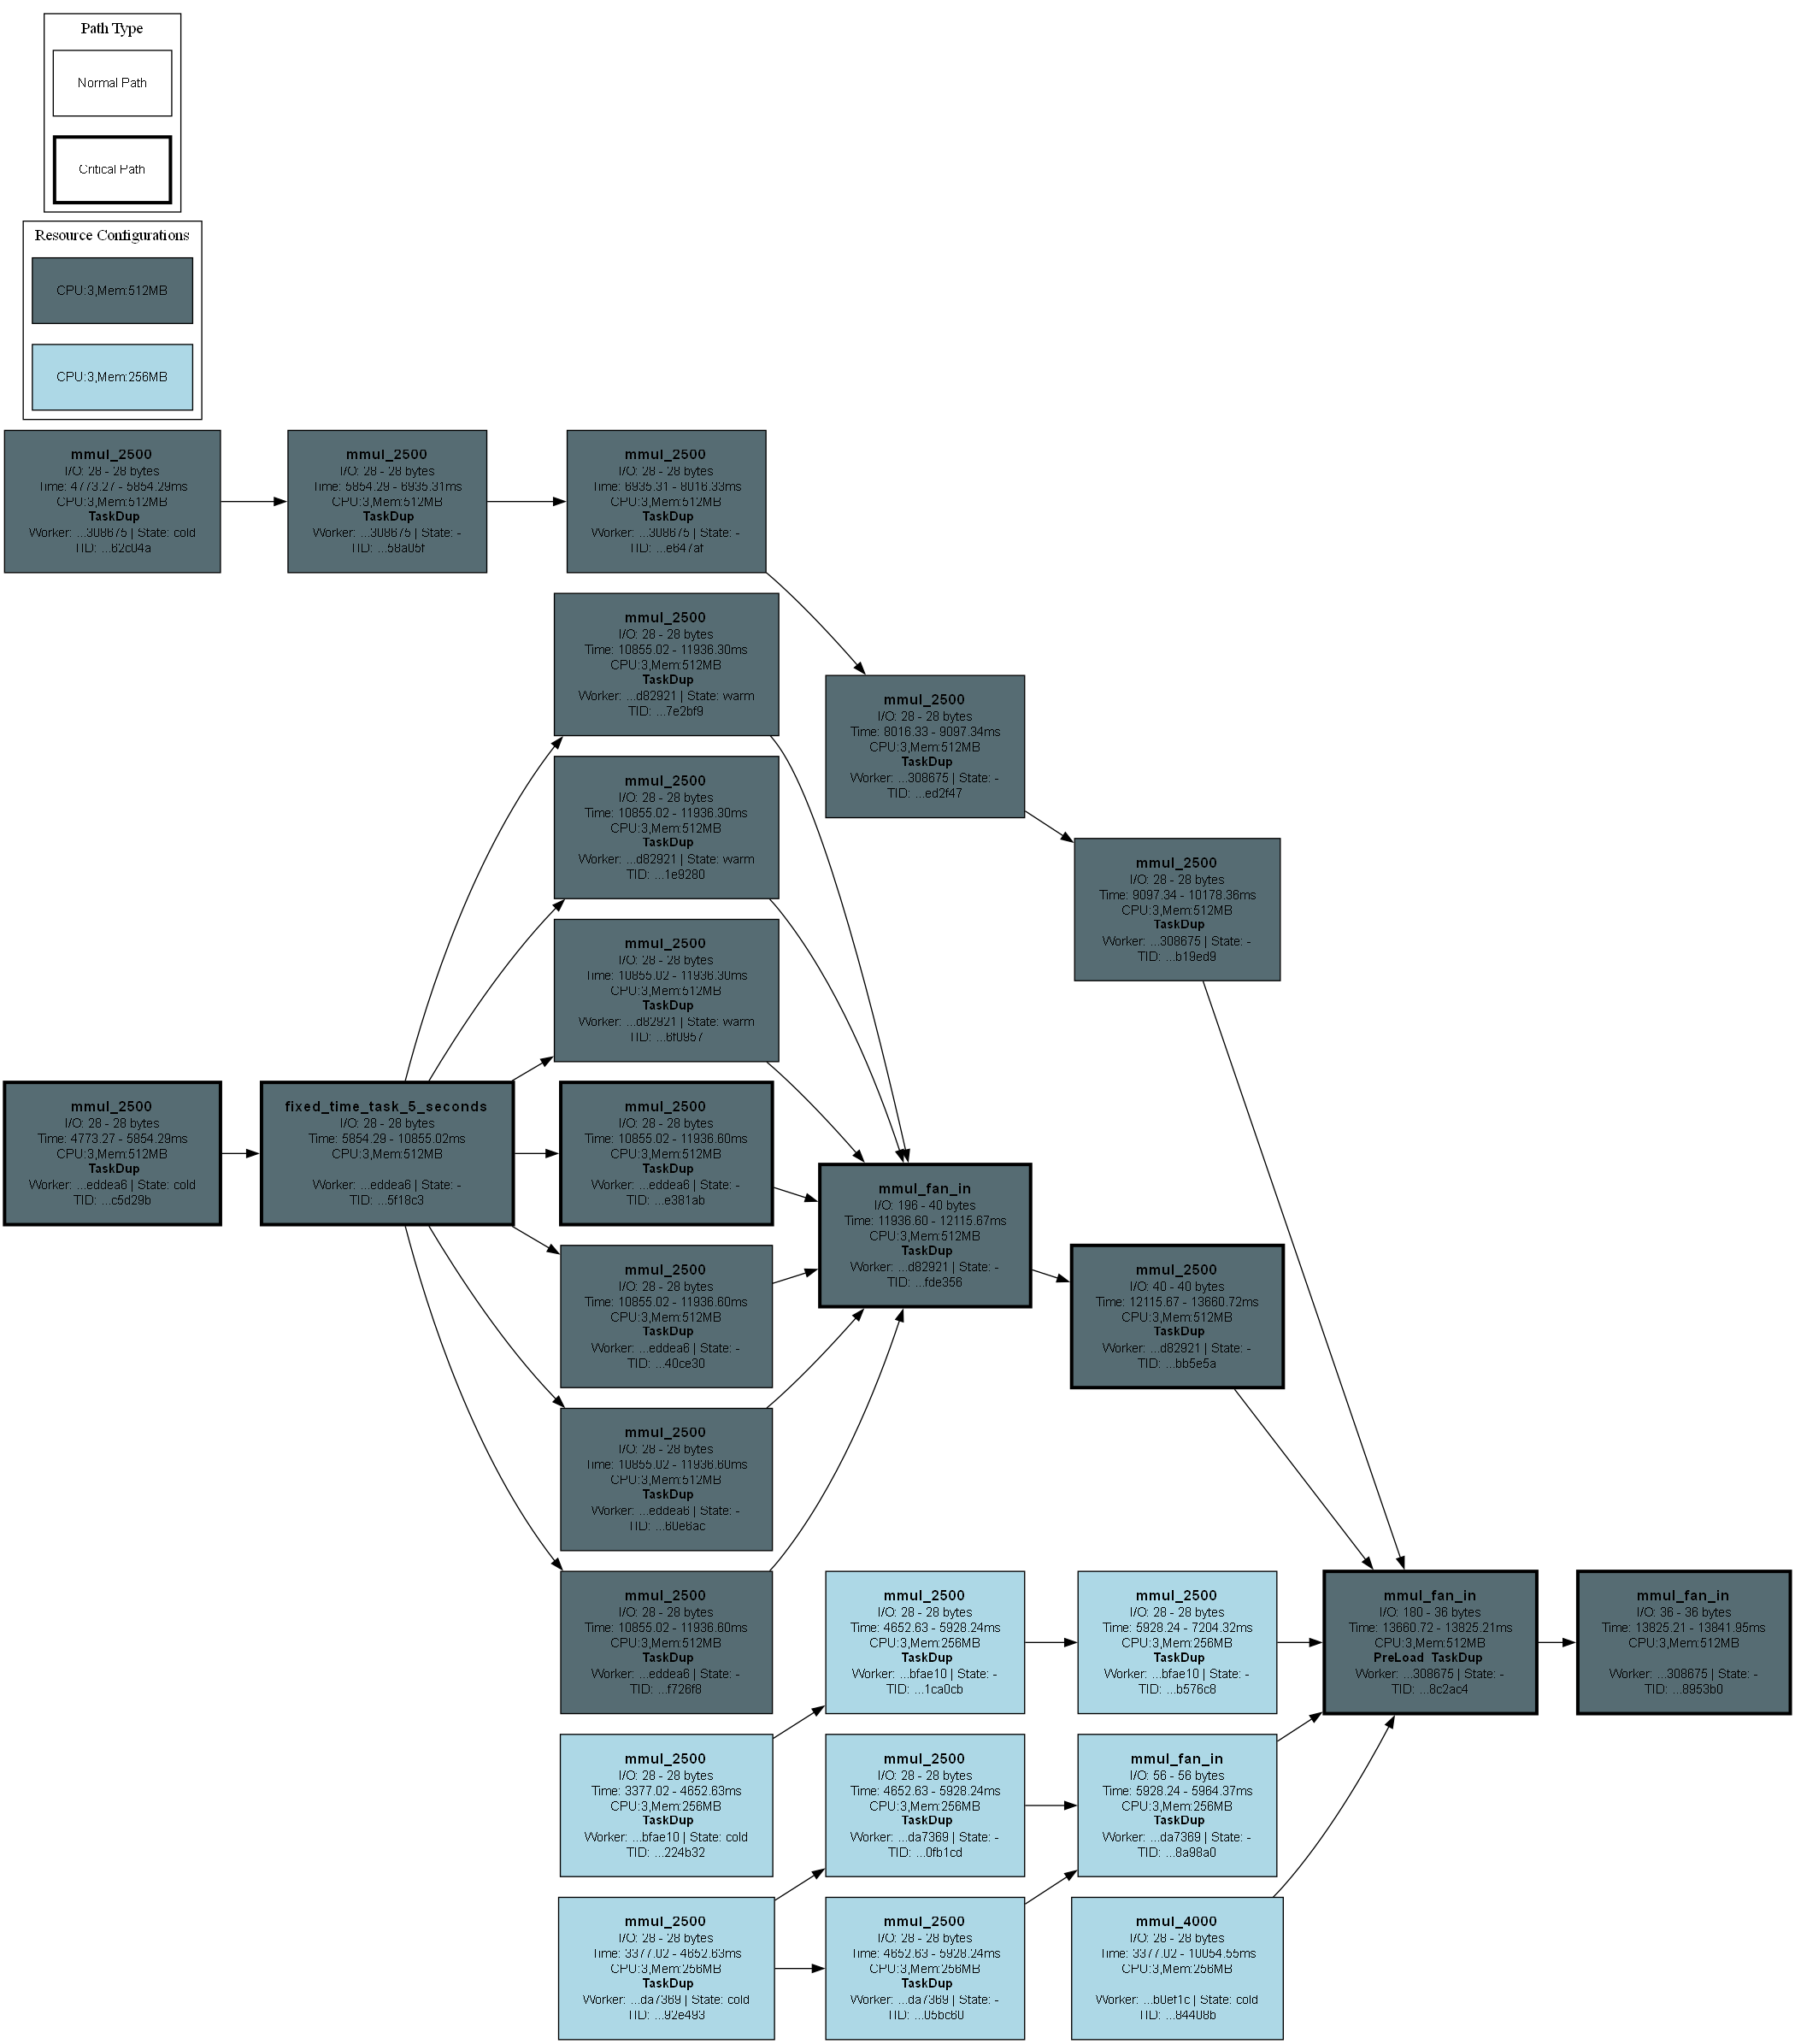 Path Type
Normal Path
Critical Path
Resource Configurations
CPU:3,Mem:512MB
CPU:3,Mem:256MB
mmul_2500
I/O: 28 - 28 bytes
Time: 4773.27 - 5854.29ms
CPU:3,Mem:512MB
TaskDup
Worker: ...308675 | State: cold
TID: ...62c04a
mmul_2500
I/O: 28 - 28 bytes
Time: 5854.29 - 6935.31ms
CPU:3,Mem:512MB
TaskDup
Worker: ...308675 | State: -
TID: ...58a05f
mmul_2500
I/O: 28 - 28 bytes
Time: 6935.31 - 8016.33ms
CPU:3,Mem:512MB
TaskDup
Worker: ...308675 | State: -
TID: ...e647af
mmul_2500
I/O: 28 - 28 bytes
Time: 10855.02 - 11936.30ms
CPU:3,Mem:512MB
TaskDup
Worker: ...d82921 | State: warm
TID: ...7e2bf9
mmul_2500
I/O: 28 - 28 bytes
Time: 8016.33 - 9097.34ms
CPU:3,Mem:512MB
TaskDup
Worker: ...308675 | State: -
TID: ...ed2f47
mmul_2500
I/O: 28 - 28 bytes
Time: 10855.02 - 11936.30ms
CPU:3,Mem:512MB
TaskDup
Worker: ...d82921 | State: warm
TID: ...1e9280
mmul_2500
I/O: 28 - 28 bytes
Time: 9097.34 - 10178.36ms
CPU:3,Mem:512MB
TaskDup
Worker: ...308675 | State: -
TID: ...b19ed9
mmul_2500
I/O: 28 - 28 bytes
Time: 10855.02 - 11936.30ms
CPU:3,Mem:512MB
TaskDup
Worker: ...d82921 | State: warm
TID: ...6f0957
mmul_2500
I/O: 28 - 28 bytes
Time: 4773.27 - 5854.29ms
CPU:3,Mem:512MB
TaskDup
Worker: ...eddea6 | State: cold
TID: ...c5d29b
fixed_time_task_5_seconds
I/O: 28 - 28 bytes
Time: 5854.29 - 10855.02ms
CPU:3,Mem:512MB
Worker: ...eddea6 | State: -
TID: ...5f18c3
mmul_2500
I/O: 28 - 28 bytes
Time: 10855.02 - 11936.60ms
CPU:3,Mem:512MB
TaskDup
Worker: ...eddea6 | State: -
TID: ...e381ab
mmul_fan_in
I/O: 196 - 40 bytes
Time: 11936.60 - 12115.67ms
CPU:3,Mem:512MB
TaskDup
Worker: ...d82921 | State: -
TID: ...fde356
mmul_2500
I/O: 28 - 28 bytes
Time: 10855.02 - 11936.60ms
CPU:3,Mem:512MB
TaskDup
Worker: ...eddea6 | State: -
TID: ...40ce30
mmul_2500
I/O: 40 - 40 bytes
Time: 12115.67 - 13660.72ms
CPU:3,Mem:512MB
TaskDup
Worker: ...d82921 | State: -
TID: ...bb5e5a
mmul_2500
I/O: 28 - 28 bytes
Time: 10855.02 - 11936.60ms
CPU:3,Mem:512MB
TaskDup
Worker: ...eddea6 | State: -
TID: ...60e6ac
mmul_2500
I/O: 28 - 28 bytes
Time: 10855.02 - 11936.60ms
CPU:3,Mem:512MB
TaskDup
Worker: ...eddea6 | State: -
TID: ...f726f8
mmul_2500
I/O: 28 - 28 bytes
Time: 4652.63 - 5928.24ms
CPU:3,Mem:256MB
TaskDup
Worker: ...bfae10 | State: -
TID: ...1ca0cb
mmul_2500
I/O: 28 - 28 bytes
Time: 5928.24 - 7204.32ms
CPU:3,Mem:256MB
TaskDup
Worker: ...bfae10 | State: -
TID: ...b576c8
mmul_fan_in
I/O: 180 - 36 bytes
Time: 13660.72 - 13825.21ms
CPU:3,Mem:512MB
PreLoad TaskDup
Worker: ...308675 | State: -
TID: ...8c2ac4
mmul_fan_in
I/O: 36 - 36 bytes
Time: 13825.21 - 13841.95ms
CPU:3,Mem:512MB
Worker: ...308675 | State: -
TID: ...8953b0
mmul_2500
I/O: 28 - 28 bytes
Time: 3377.02 - 4652.63ms
CPU:3,Mem:256MB
TaskDup
Worker: ...bfae10 | State: cold
TID: ...224b32
mmul_2500
I/O: 28 - 28 bytes
Time: 4652.63 - 5928.24ms
CPU:3,Mem:256MB
TaskDup
Worker: ...da7369 | State: -
TID: ...0fb1cd
mmul_fan_in
I/O: 56 - 56 bytes
Time: 5928.24 - 5964.37ms
CPU:3,Mem:256MB
TaskDup
Worker: ...da7369 | State: -
TID: ...8a98a0
mmul_2500
I/O: 28 - 28 bytes
Time: 3377.02 - 4652.63ms
CPU:3,Mem:256MB
TaskDup
Worker: ...da7369 | State: cold
TID: ...92e493
mmul_2500
I/O: 28 - 28 bytes
Time: 4652.63 - 5928.24ms
CPU:3,Mem:256MB
TaskDup
Worker: ...da7369 | State: -
TID: ...05bc60
mmul_4000
I/O: 28 - 28 bytes
Time: 3377.02 - 10054.55ms
CPU:3,Mem:256MB
Worker: ...b0ef1c | State: cold
TID: ...84408b